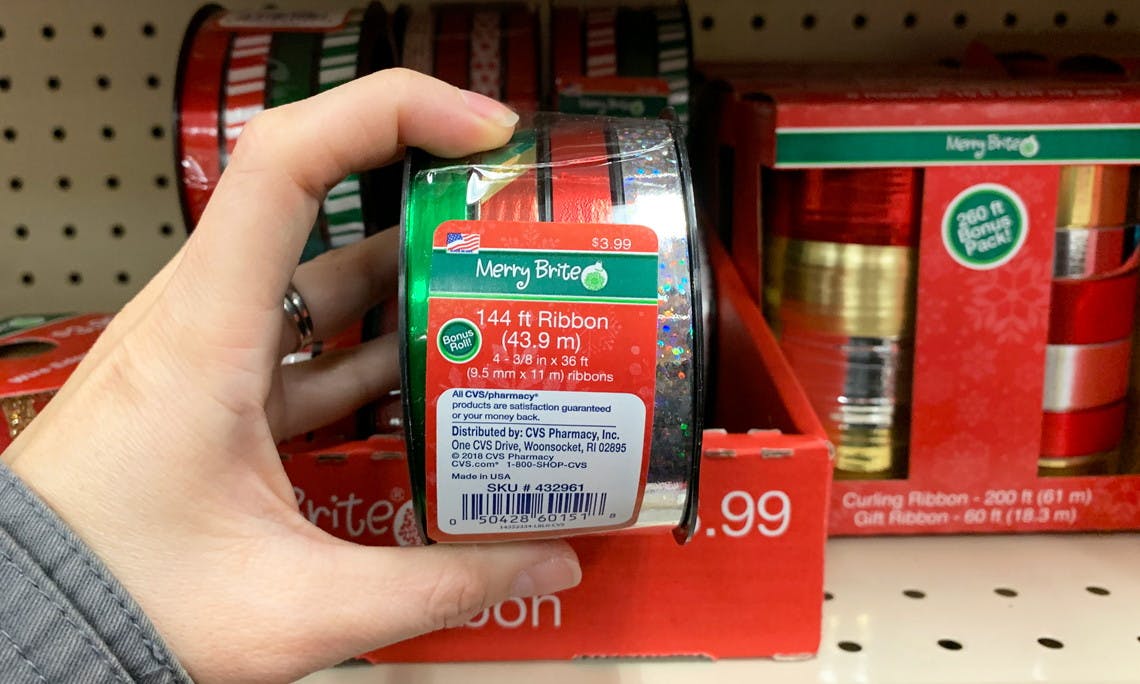 $3.99
Merry Brite
144 ft Ribbon
(43.9 m)
4 - 3/8 in x 36 ft
(9.5 mm x 11 m) ribbons
Bonus
Roll!
All CVS/pharmacy®
products are satisfaction guaranteed
or your money back.
Distributed by: CVS Pharmacy, Inc.
One CVS Drive, Woonsocket, RI 02895
© 2018 CVS Pharmacy
CVS.com® 1-800-SHOP-CVS
Made in USA
SKU # 432961
0 50428 60151 8
Merry Brite
260 ft
Bonus
Pack!
Curling Ribbon - 200 ft (61 m)
Gift Ribbon - 60 ft (18.3 m)
Brite®
.99
bon